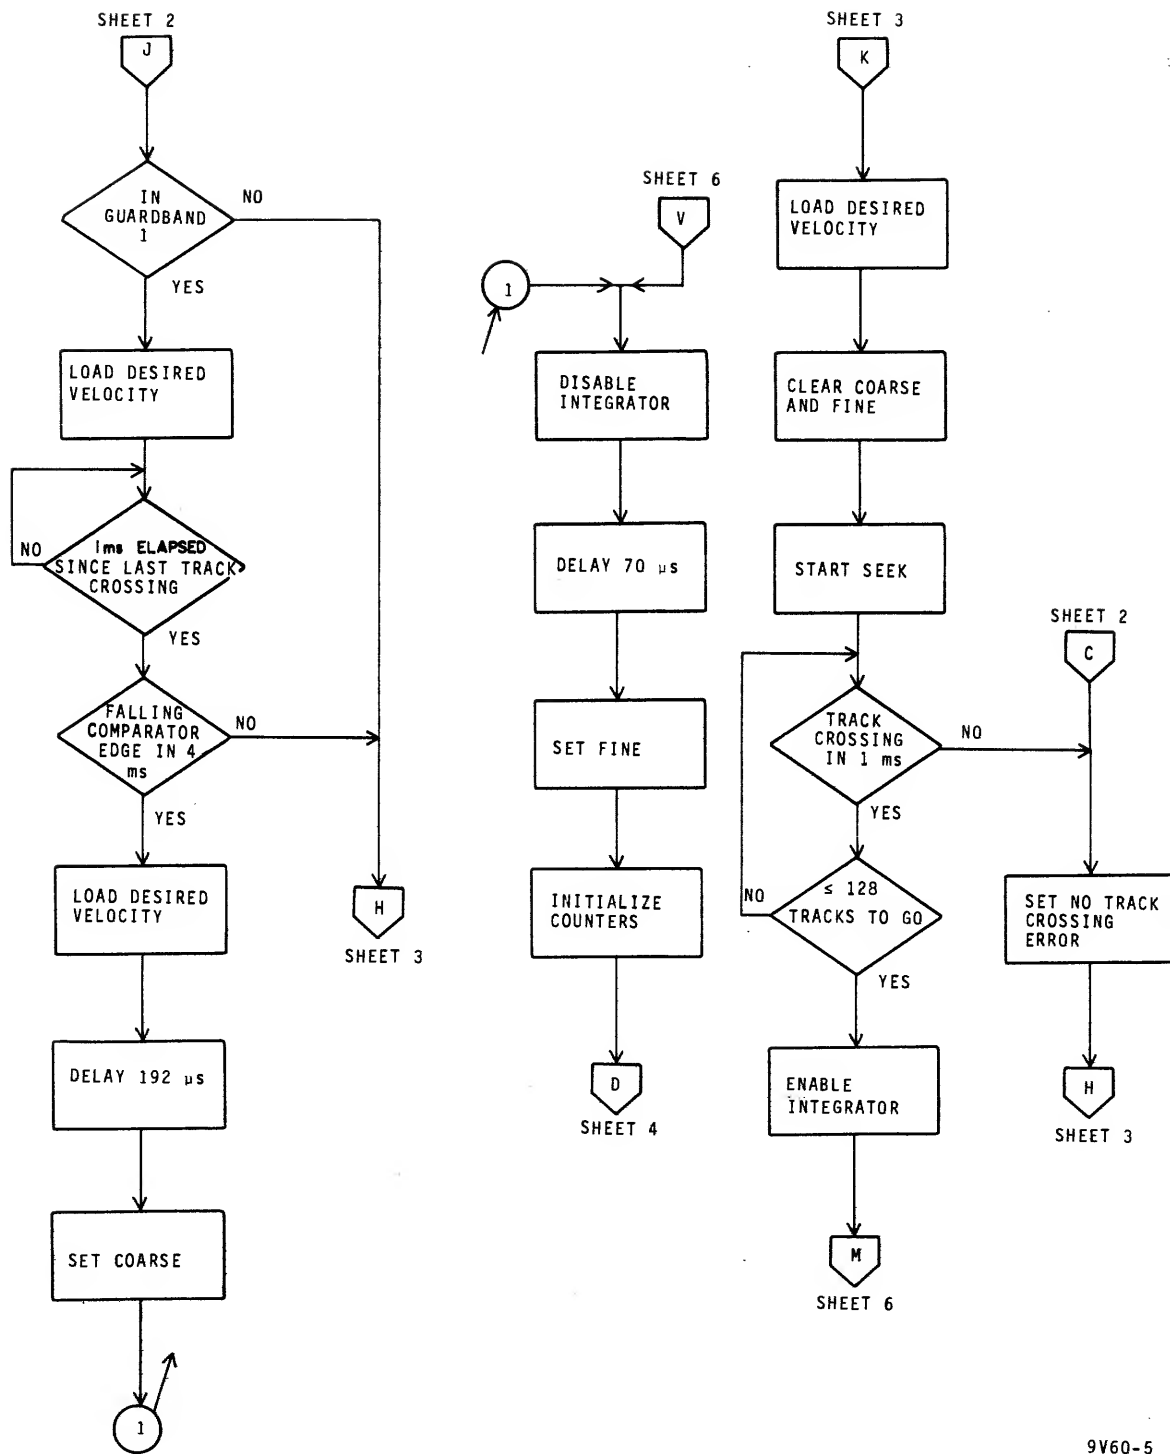 SHEET 2
J
IN
GUARDBAND
1
NO
YES
LOAD DESIRED
VELOCITY
1ms ELAPSED
SINCE LAST TRACK
CROSSING
NO
YES
FALLING
COMPARATOR
EDGE IN 4
ms
NO
YES
H
SHEET 3
LOAD DESIRED
VELOCITY
DELAY 192 µs
SET COARSE
1
SHEET 6
V
1
DISABLE
INTEGRATOR
DELAY 70 µs
SET FINE
INITIALIZE
COUNTERS
D
SHEET 4
SHEET 3
K
LOAD DESIRED
VELOCITY
CLEAR COARSE
AND FINE
START SEEK
SHEET 2
C
TRACK
CROSSING
IN 1 ms
NO
YES
≤ 128
TRACKS TO GO
NO
YES
SET NO TRACK
CROSSING
ERROR
H
SHEET 3
ENABLE
INTEGRATOR
M
SHEET 6
9V60-5